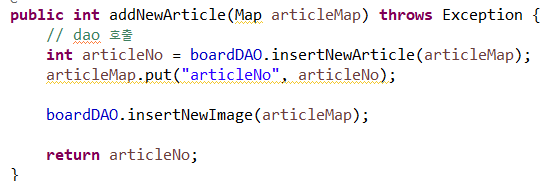 public int addNewArticle(Map articleMap) throws Exception {
// dao 호출
int articleNo = boardDAO.insertNewArticle(articleMap);
articleMap.put("articleNo", articleNo);
boardDAO.insertNewImage(articleMap);
return articleNo;
}